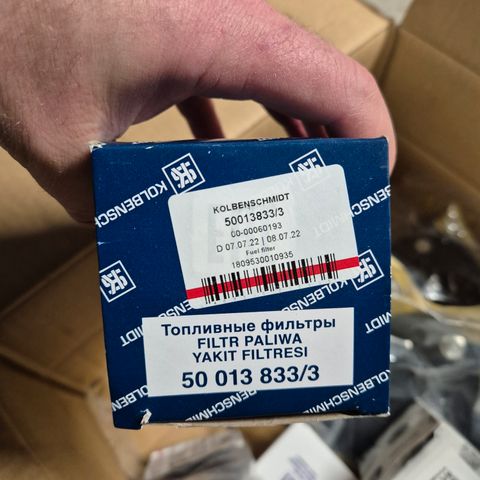 KOLBENSCHMIDT
KOLBENSCHMIDT
50013833/3
00-00060193
D 07.07.22 | 08.07.22
Fuel filter
1809530010935
Топливные фильтры
FILTR PALIWA
YAKIT FILTRESI
50 013 833/3
KOLBENSCHMIDT